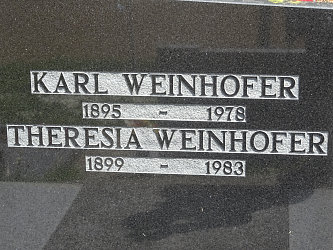 KARL WEINHOFER
1895 - 1978
THERESIA WEINHOFER
1899 - 1983